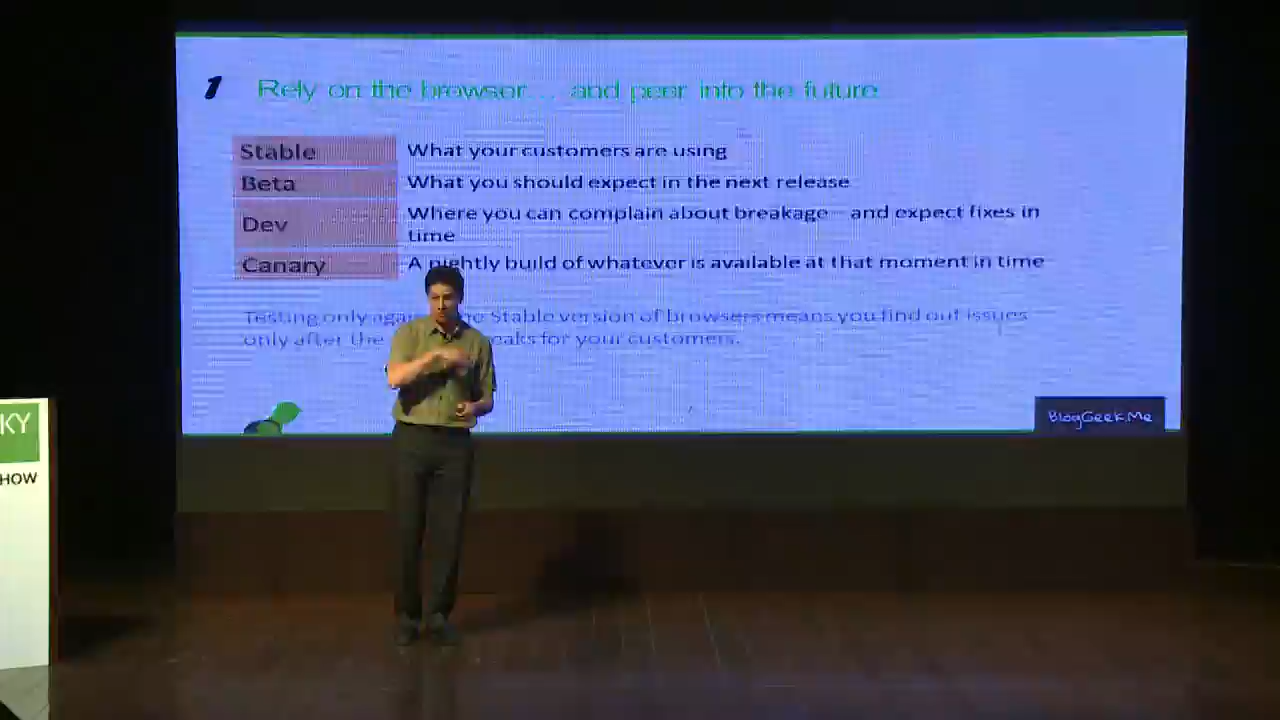 1 Rely on the browser... and peer into the future
Stable What your customers are using
Beta What you should expect in the next release
Dev Where you can complain about breakage – and expect fixes in
time
Canary A nightly build of whatever is available at that moment in time
Testing only the Stable version of browsers means you find out issues
only after the for your customers.
BlogGeek.Me
KY
HOW